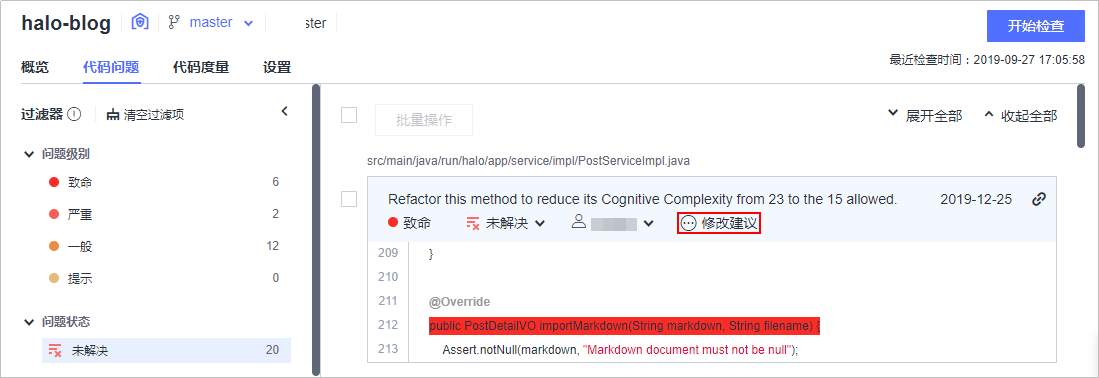 halo-blog master ster 开始检查
概览 代码问题 代码度量 设置 最近检查时间：2019-09-27 17:05:58
过滤器 清空过滤项 批量操作 展开全部 收起全部
问题级别 src/main/java/run/halo/app/service/impl/PostServiceImpl.java
致命 6 Refactor this method to reduce its Cognitive Complexity from 23 to the 15 allowed. 2019-12-25
严重 2 致命 未解决 修改建议
一般 12 209 }
提示 0 210
211 @Override
问题状态 212 public PostDetailVO importMarkdown(String markdown, String filename) {
未解决 20 213 Assert.notNull(markdown, "Markdown document must not be null");